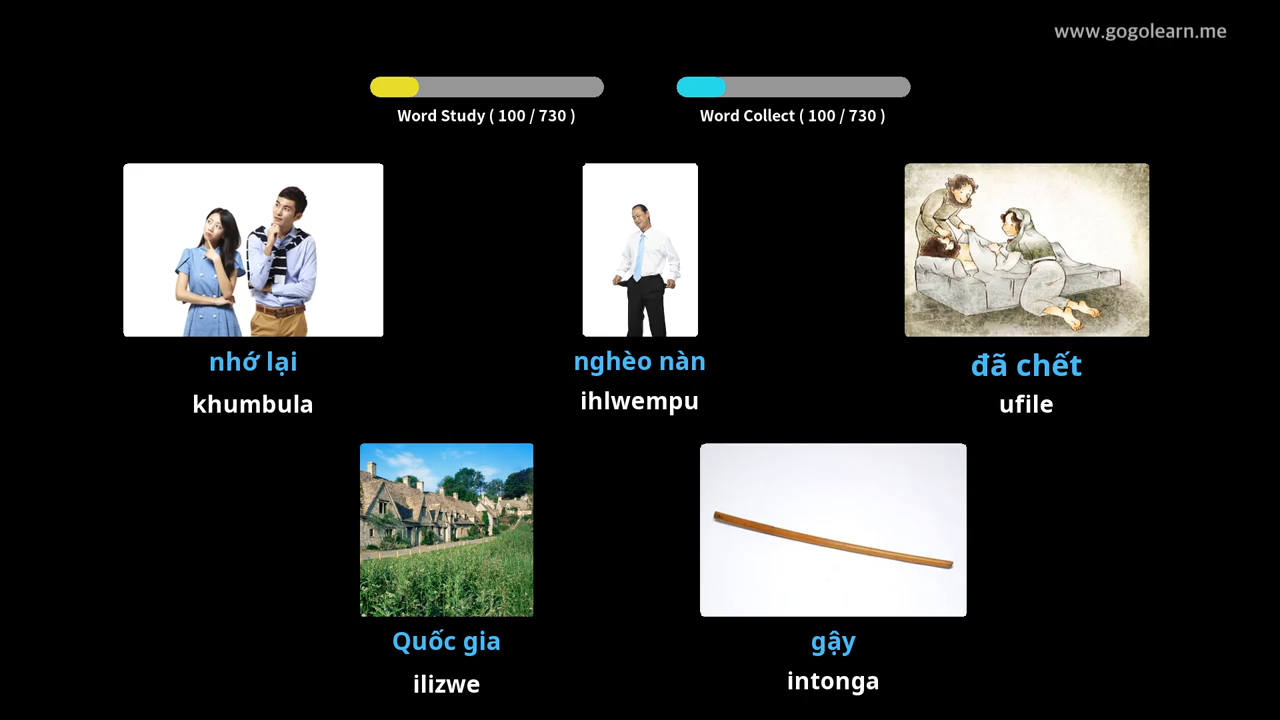 www.gogolearn.me
Word Study ( 100 / 730 )
Word Collect ( 100 / 730 )
nhớ lại
khumbula
nghèo nàn
ihlwempu
đã chết
ufile
Quốc gia
ilizwe
gậy
intonga